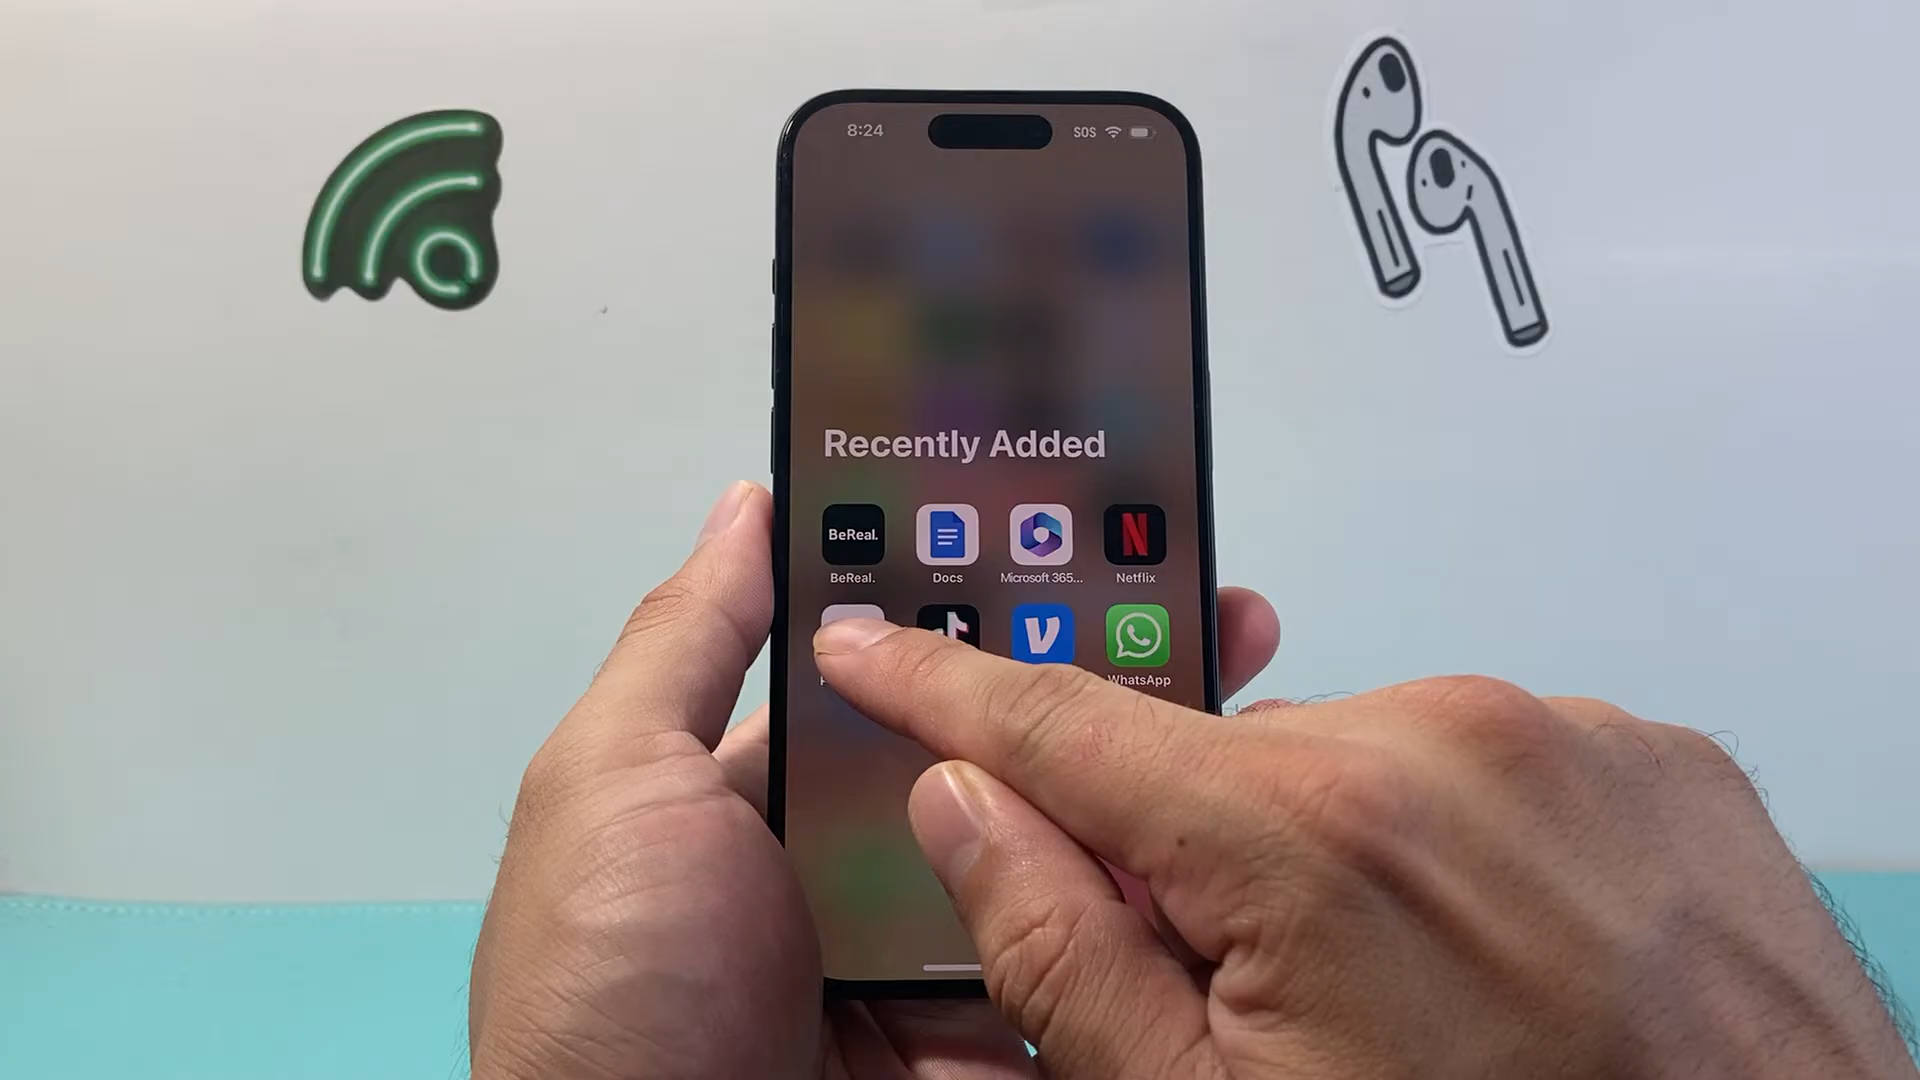 8:24 SOS
Recently Added
BeReal.
BeReal. Docs Microsoft 365... Netflix
WhatsApp